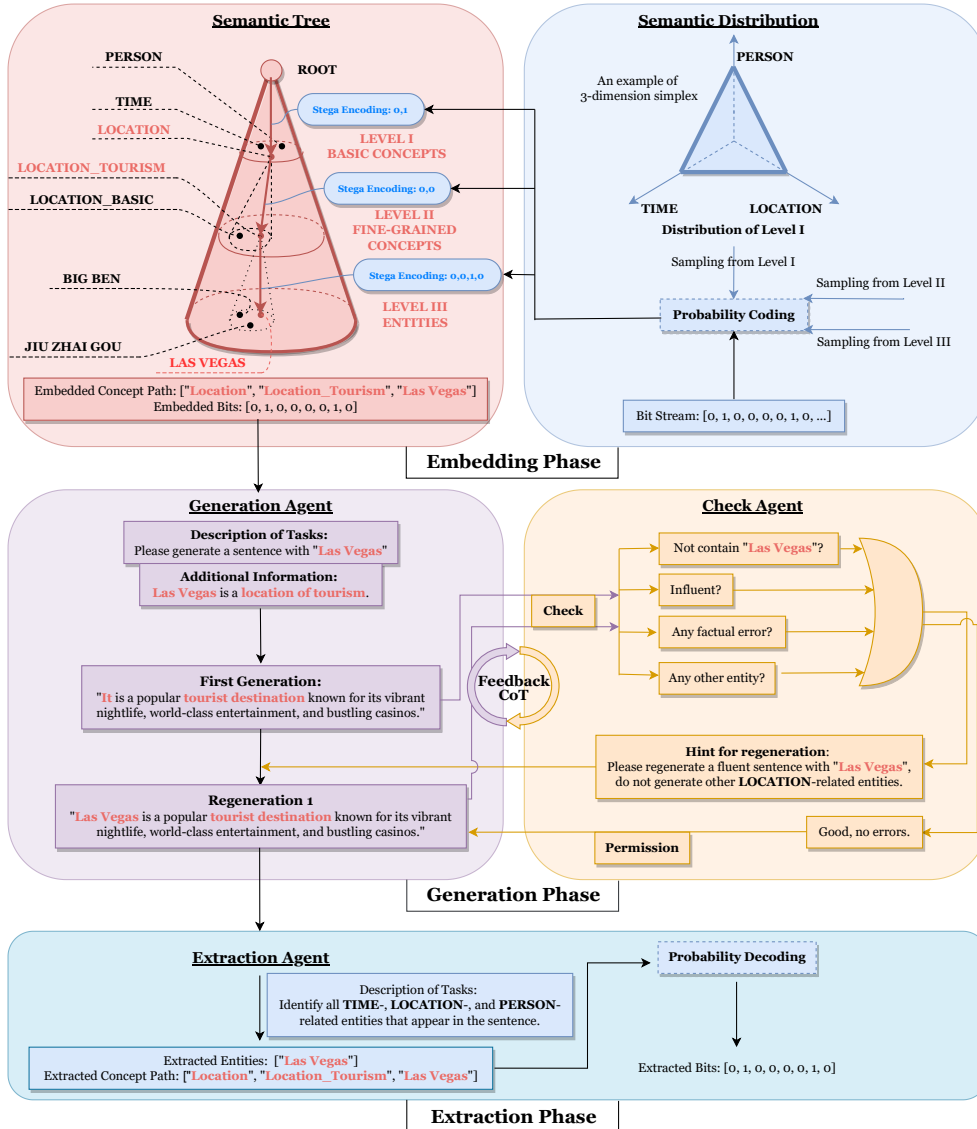 Semantic Tree
PERSON
ROOT
TIME
LOCATION
LOCATION_TOURISM
LOCATION_BASIC
BIG BEN
JIU ZHAI GOU
LAS VEGAS
Stega Encoding: 0,1
LEVEL I
BASIC CONCEPTS
Stega Encoding: 0,0
LEVEL II
FINE-GRAINED
CONCEPTS
Stega Encoding: 0,0,1,0
LEVEL III
ENTITIES
Embedded Concept Path: ["Location", "Location_Tourism", "Las Vegas"]
Embedded Bits: [0, 1, 0, 0, 0, 0, 1, 0]
Semantic Distribution
PERSON
An example of
3-dimension simplex
TIME
LOCATION
Distribution of Level I
Sampling from Level I
Sampling from Level II
Probability Coding
Sampling from Level III
Bit Stream: [0, 1, 0, 0, 0, 0, 1, 0, ...]
Embedding Phase
Generation Agent
Description of Tasks:
Please generate a sentence with "Las Vegas"
Additional Information:
Las Vegas is a location of tourism.
First Generation:
"It is a popular tourist destination known for its vibrant
nightlife, world-class entertainment, and bustling casinos."
Regeneration 1
"Las Vegas is a popular tourist destination known for its vibrant
nightlife, world-class entertainment, and bustling casinos."
Feedback
CoT
Check Agent
Check
Not contain "Las Vegas"?
Influent?
Any factual error?
Any other entity?
Hint for regeneration:
Please regenerate a fluent sentence with "Las Vegas",
do not generate other LOCATION-related entities.
Good, no errors.
Permission
Generation Phase
Extraction Agent
Description of Tasks:
Identify all TIME-, LOCATION-, and PERSON-
related entities that appear in the sentence.
Extracted Entities: ["Las Vegas"]
Extracted Concept Path: ["Location", "Location_Tourism", "Las Vegas"]
Probability Decoding
Extracted Bits: [0, 1, 0, 0, 0, 0, 1, 0]
Extraction Phase